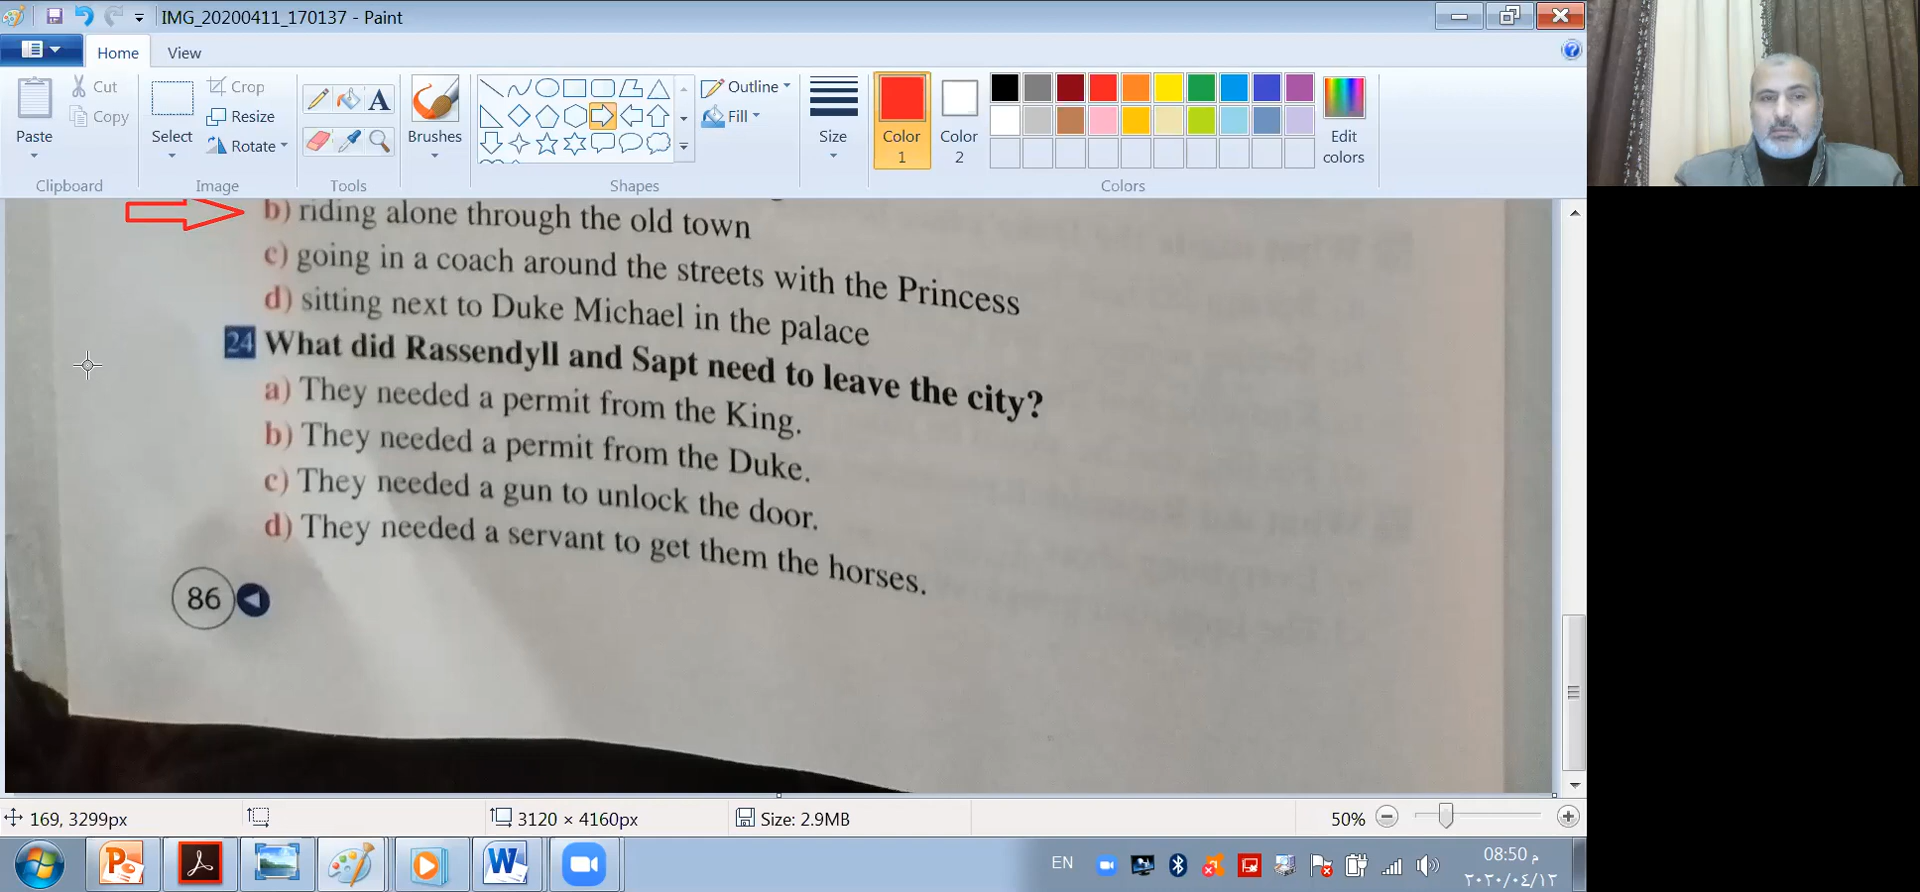 IMG_20200411_170137 - Paint
Home
View
Paste
Cut
Copy
Clipboard
Select
Crop
Resize
Rotate
Image
Tools
Brushes
Shapes
Outline
Fill
Size
Color 1
Color 2
Edit colors
Colors
b) riding alone through the old town
c) going in a coach around the streets with the Princess
d) sitting next to Duke Michael in the palace
24 What did Rassendyll and Sapt need to leave the city?
a) They needed a permit from the King.
b) They needed a permit from the Duke.
c) They needed a gun to unlock the door.
d) They needed a servant to get them the horses.
86
169, 3299px
3120 × 4160px
Size: 2.9MB
50%
EN
08:50 م
٢٠٢٠/٠٤/١٢